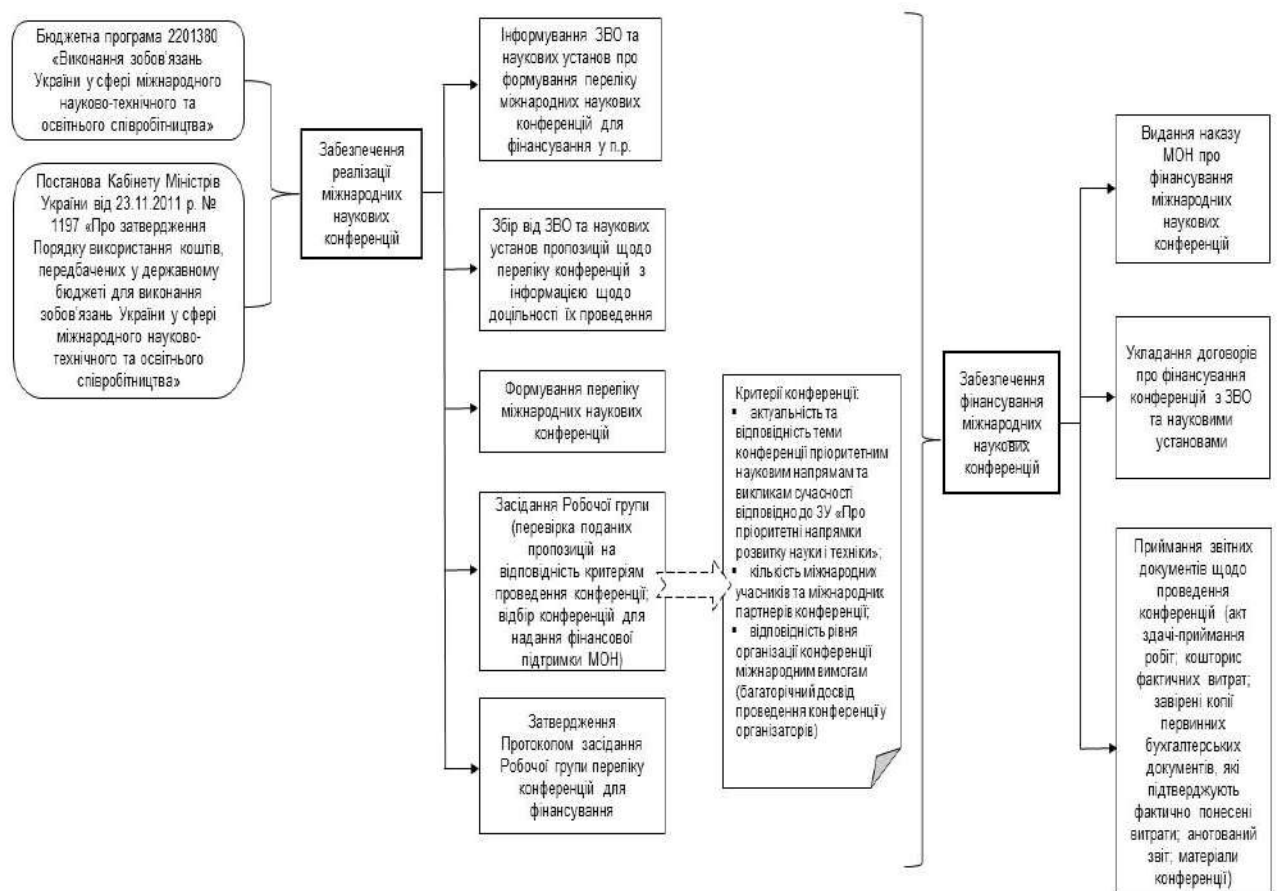 Бюджетна програма 2201380
«Виконання зобов'язань
України у сфері міжнародного
науково-технічного та
освітнього співробітництва»
Постанова Кабінету Міністрів
України від 23.11.2011 р. №
1197 «Про затвердження
Порядку використання коштів,
передбачених у державному
бюджеті для виконання
зобов'язань України у сфері
міжнародного науково-
технічного та освітнього
співробітництва»
Забезпечення
реалізації
міжнародних
наукових
конференцій
Інформування ЗВО та
наукових установ про
формування переліку
міжнародних наукових
конференцій для
фінансування у п.р.
Збір від ЗВО та наукових
установ пропозицій щодо
переліку конференцій з
інформацією щодо
доцільності їх проведення
Формування переліку
міжнародних наукових
конференцій
Засідання Робочої групи
(перевірка поданих
пропозицій на
відповідність критеріям
проведення конференції;
відбір конференцій для
надання фінансової
підтримки МОН)
Затвердження
Протоколом засідання
Робочої групи переліку
конференцій для
фінансування
Критерії конференції:
▪ актуальність та
відповідність теми
конференції пріоритетним
науковим напрямам та
викликам сучасності
відповідно до ЗУ «Про
пріоритетні напрямки
розвитку науки і техніки»;
▪ кількість міжнародних
учасників та міжнародних
партнерів конференції;
▪ відповідність рівня
організації конференції
міжнародним вимогам
(багаторічний досвід
проведення конференції у
організаторів)
Забезпечення
фінансування
міжнародних
наукових
конференцій
Видання наказу
МОН про
фінансування
міжнародних
наукових
конференцій
Укладання договорів
про фінансування
конференцій з ЗВО
та науковими
установами
Приймання звітних
документів щодо
проведення
конференцій (акт
здачі-приймання
робіт; кошторис
фактичних витрат;
завірені копії
первинних
бухгалтерських
документів, які
підтверджують
фактично понесені
витрати; анотований
звіт; матеріали
конференції)